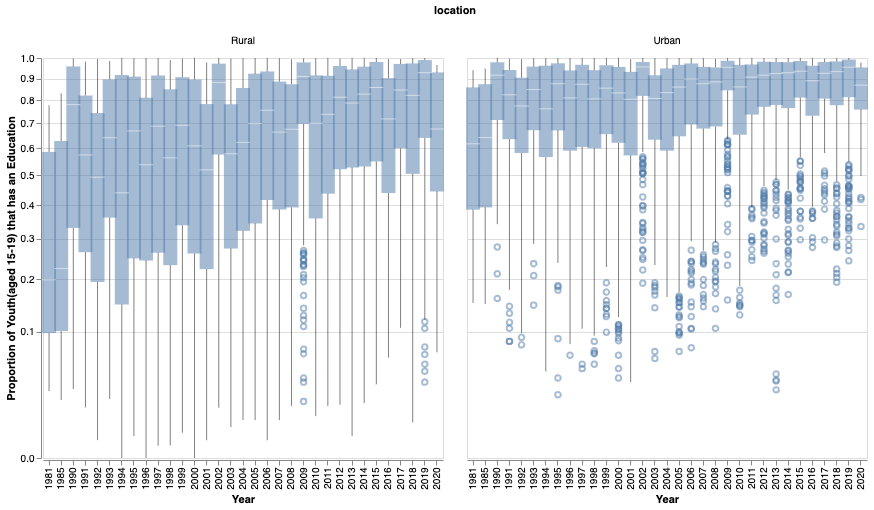 location
Rural
Urban
Proportion of Youth(aged 15-19) that has an Education
1.0
0.9
0.8
0.7
0.6
0.5
0.4
0.3
0.2
0.1
0.0
1981 1985 1990 1991 1992 1993 1994 1995 1996 1997 1998 1999 2000 2001 2002 2003 2004 2005 2006 2007 2008 2009 2010 2011 2012 2013 2014 2015 2016 2017 2018 2019 2020
Year
1981 1985 1990 1991 1992 1993 1994 1995 1996 1997 1998 1999 2000 2001 2002 2003 2004 2005 2006 2007 2008 2009 2010 2011 2012 2013 2014 2015 2016 2017 2018 2019 2020
Year